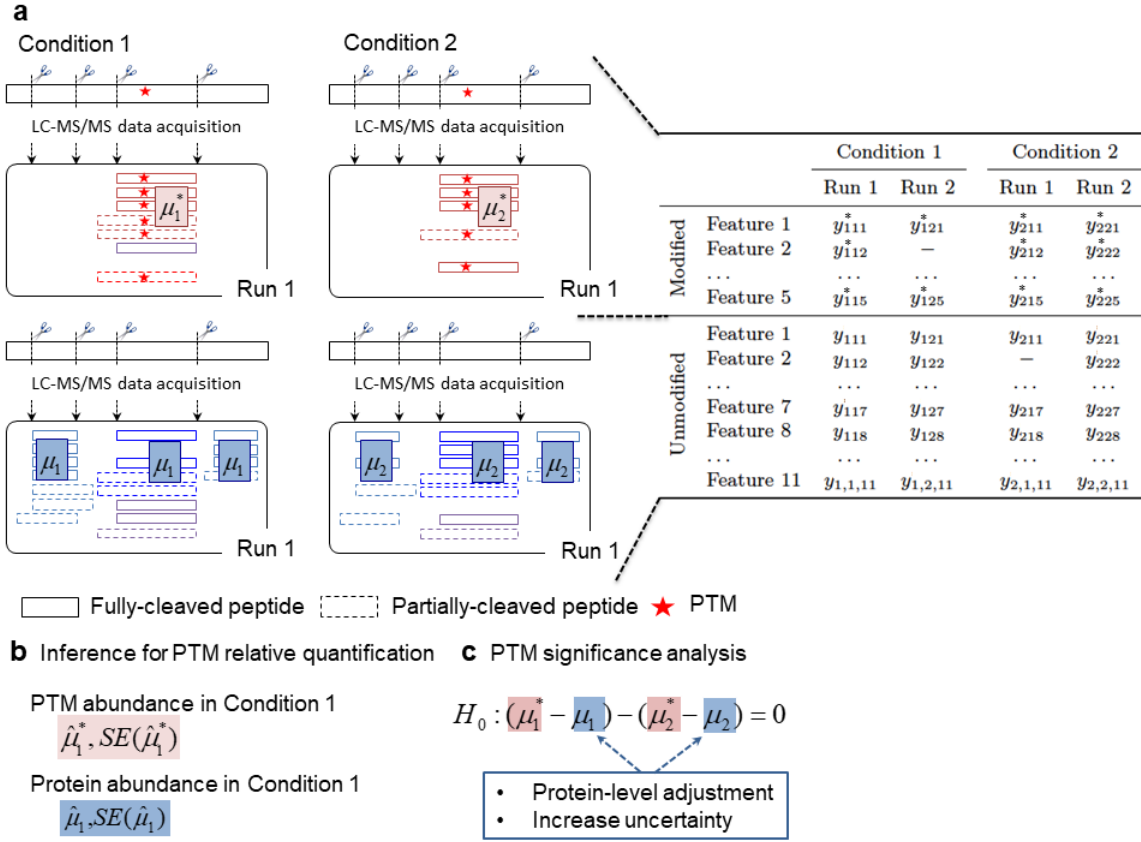 a
Condition 1
Condition 2
LC-MS/MS data acquisition
LC-MS/MS data acquisition
μ₁*
μ₂*
Run 1
Run 1
LC-MS/MS data acquisition
LC-MS/MS data acquisition
μ₁ μ₁ μ₁
μ₂ μ₂ μ₂
Run 1
Run 1
Condition 1 Condition 2
Run 1 Run 2 Run 1 Run 2
Modified
Feature 1 y*₁₁₁ y*₁₂₁ y*₂₁₁ y*₂₂₁
Feature 2 y*₁₁₂ – y*₂₁₂ y*₂₂₂
... ... ... ... ...
Feature 5 y*₁₁₅ y*₁₂₅ y*₂₁₅ y*₂₂₅
Unmodified
Feature 1 y₁₁₁ y₁₂₁ y₂₁₁ y₂₂₁
Feature 2 y₁₁₂ y₁₂₂ – y₂₂₂
... ... ... ... ...
Feature 7 y₁₁₇ y₁₂₇ y₂₁₇ y₂₂₇
Feature 8 y₁₁₈ y₁₂₈ y₂₁₈ y₂₂₈
... ... ... ... ...
Feature 11 y₁,₁,₁₁ y₁,₂,₁₁ y₂,₁,₁₁ y₂,₂,₁₁
Fully-cleaved peptide Partially-cleaved peptide ★ PTM
b Inference for PTM relative quantification
PTM abundance in Condition 1
μ̂₁*, SE(μ̂₁*)
Protein abundance in Condition 1
μ̂₁, SE(μ̂₁)
c PTM significance analysis
H₀ : (μ₁* − μ₁) − (μ₂* − μ₂) = 0
• Protein-level adjustment
• Increase uncertainty